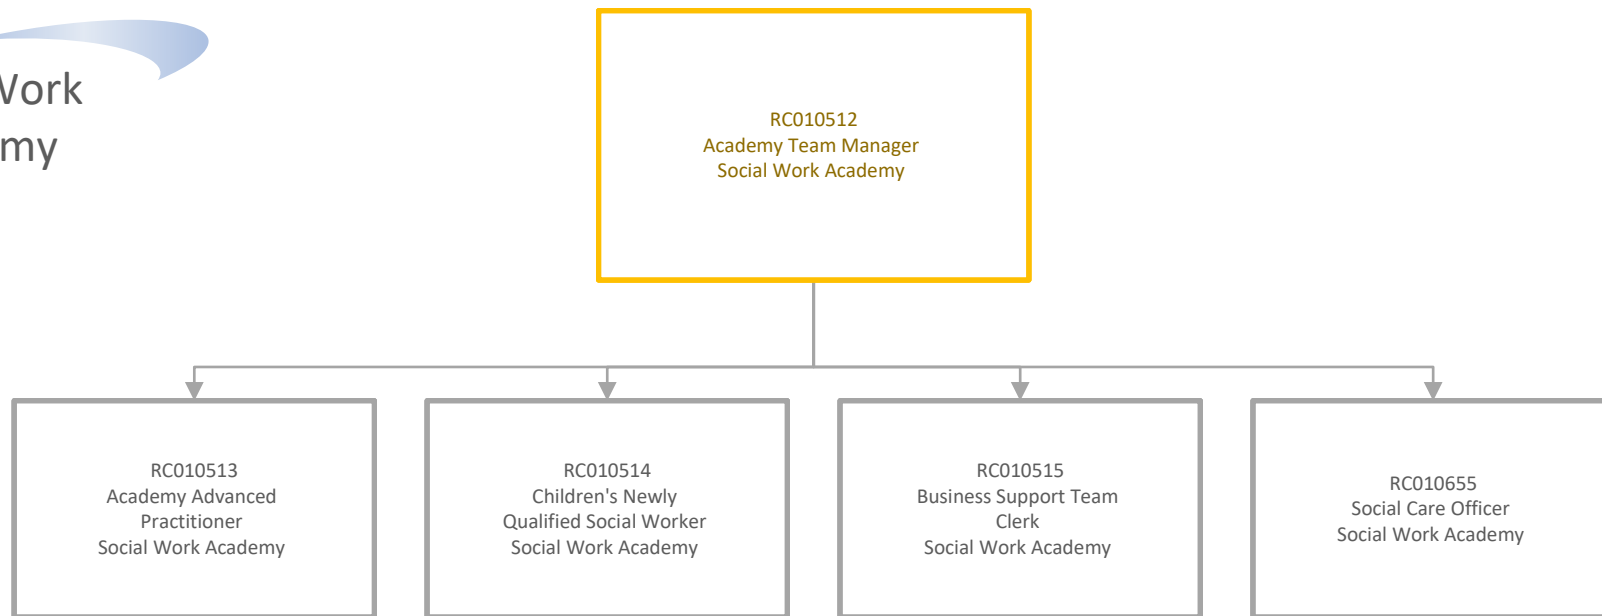 Work
my
RC010512
Academy Team Manager
Social Work Academy
RC010513
Academy Advanced
Practitioner
Social Work Academy
RC010514
Children's Newly
Qualified Social Worker
Social Work Academy
RC010515
Business Support Team
Clerk
Social Work Academy
RC010655
Social Care Officer
Social Work Academy